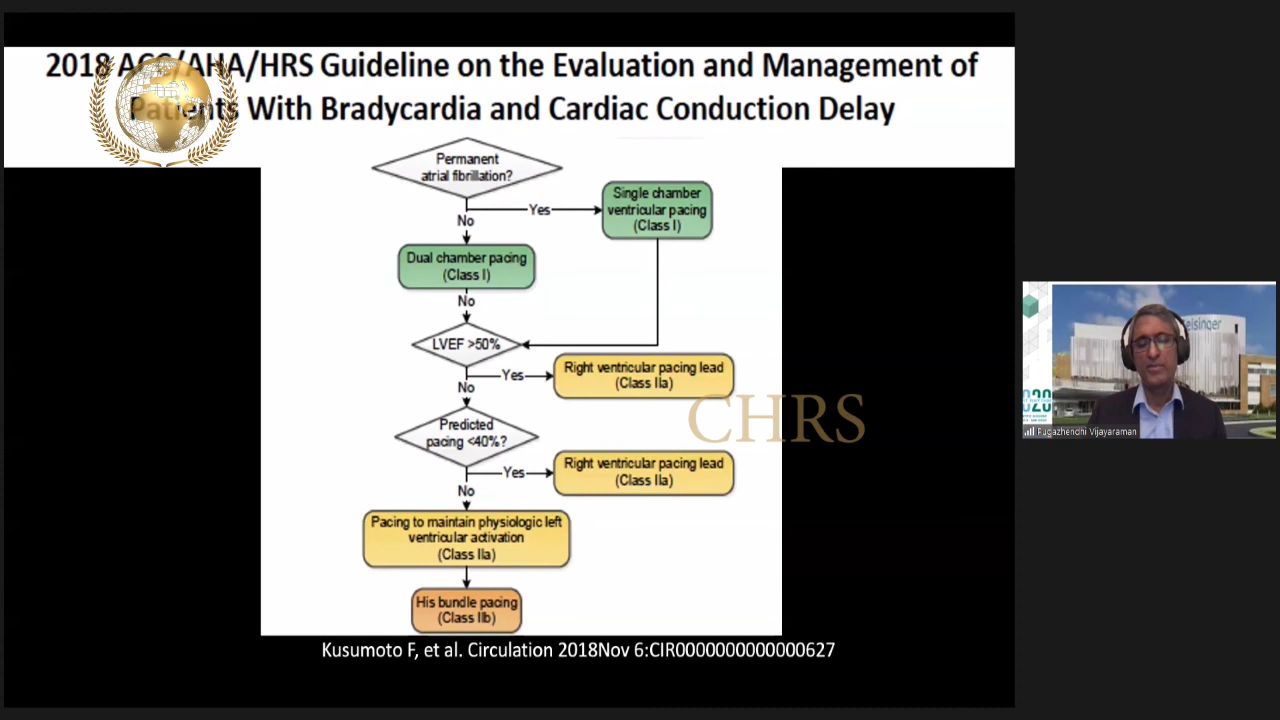 2018 ACC/AHA/HRS Guideline on the Evaluation and Management of
Patients With Bradycardia and Cardiac Conduction Delay
Permanent
atrial fibrillation?
Yes
Single chamber
ventricular pacing
(Class I)
No
Dual chamber pacing
(Class I)
No
LVEF >50%
Yes
Right ventricular pacing lead
(Class IIa)
No
CHRS
Predicted
pacing <40%?
Yes
Right ventricular pacing lead
(Class IIa)
No
Pacing to maintain physiologic left
ventricular activation
(Class IIa)
His bundle pacing
(Class IIb)
Kusumoto F, et al. Circulation 2018Nov 6:CIR0000000000000627
eisinger
2020
Pugazhendhi Vijayaraman